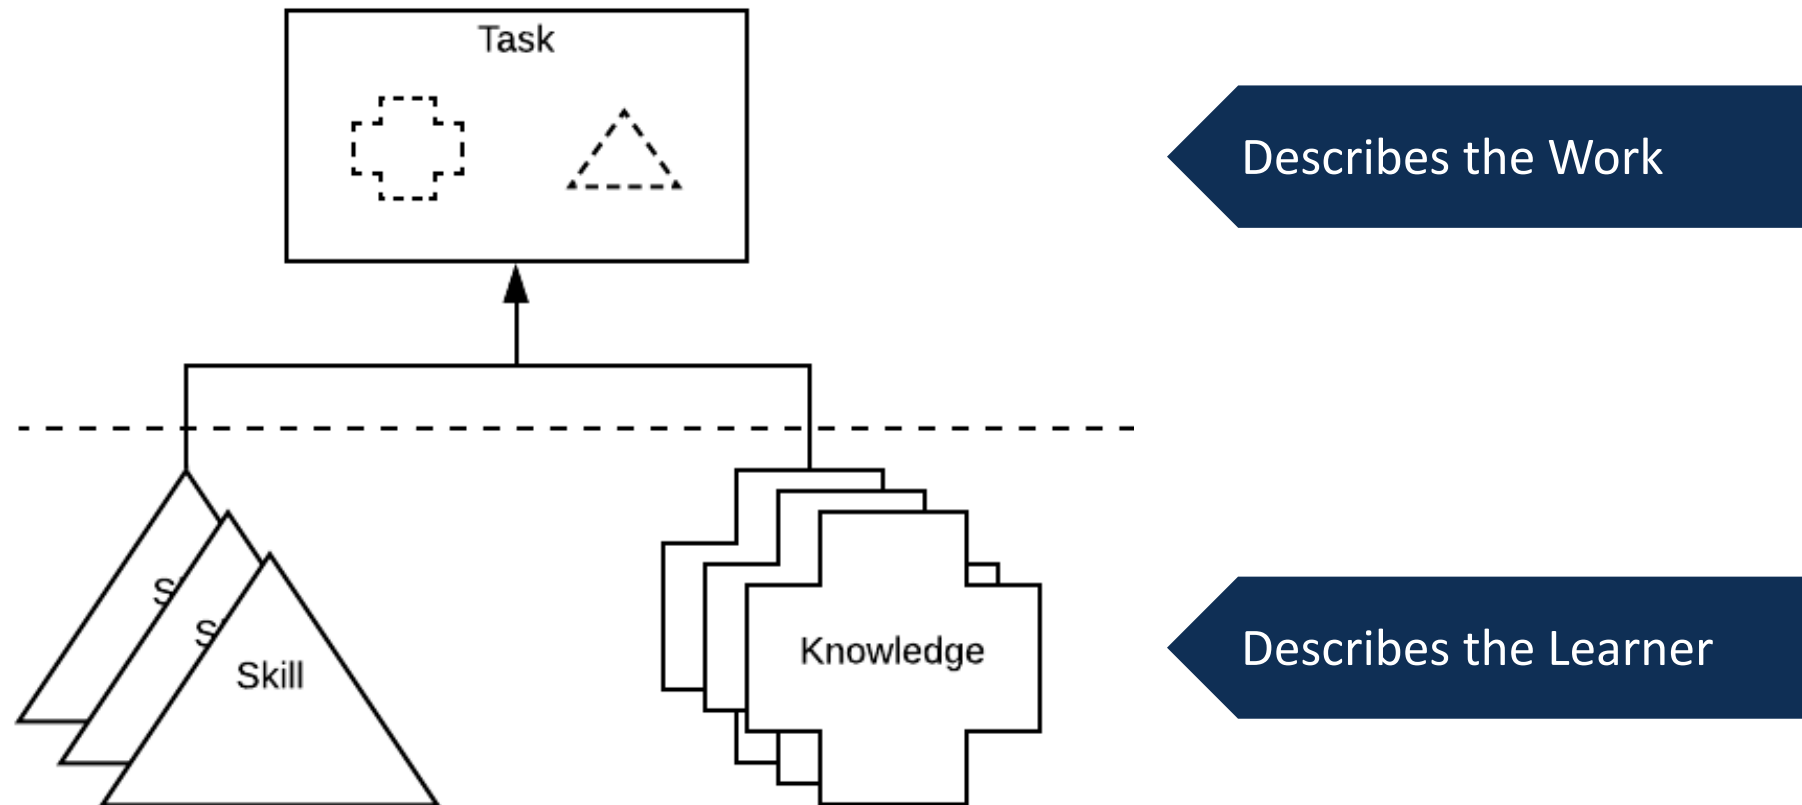 Task
Describes the Work
Skill
Knowledge
Describes the Learner